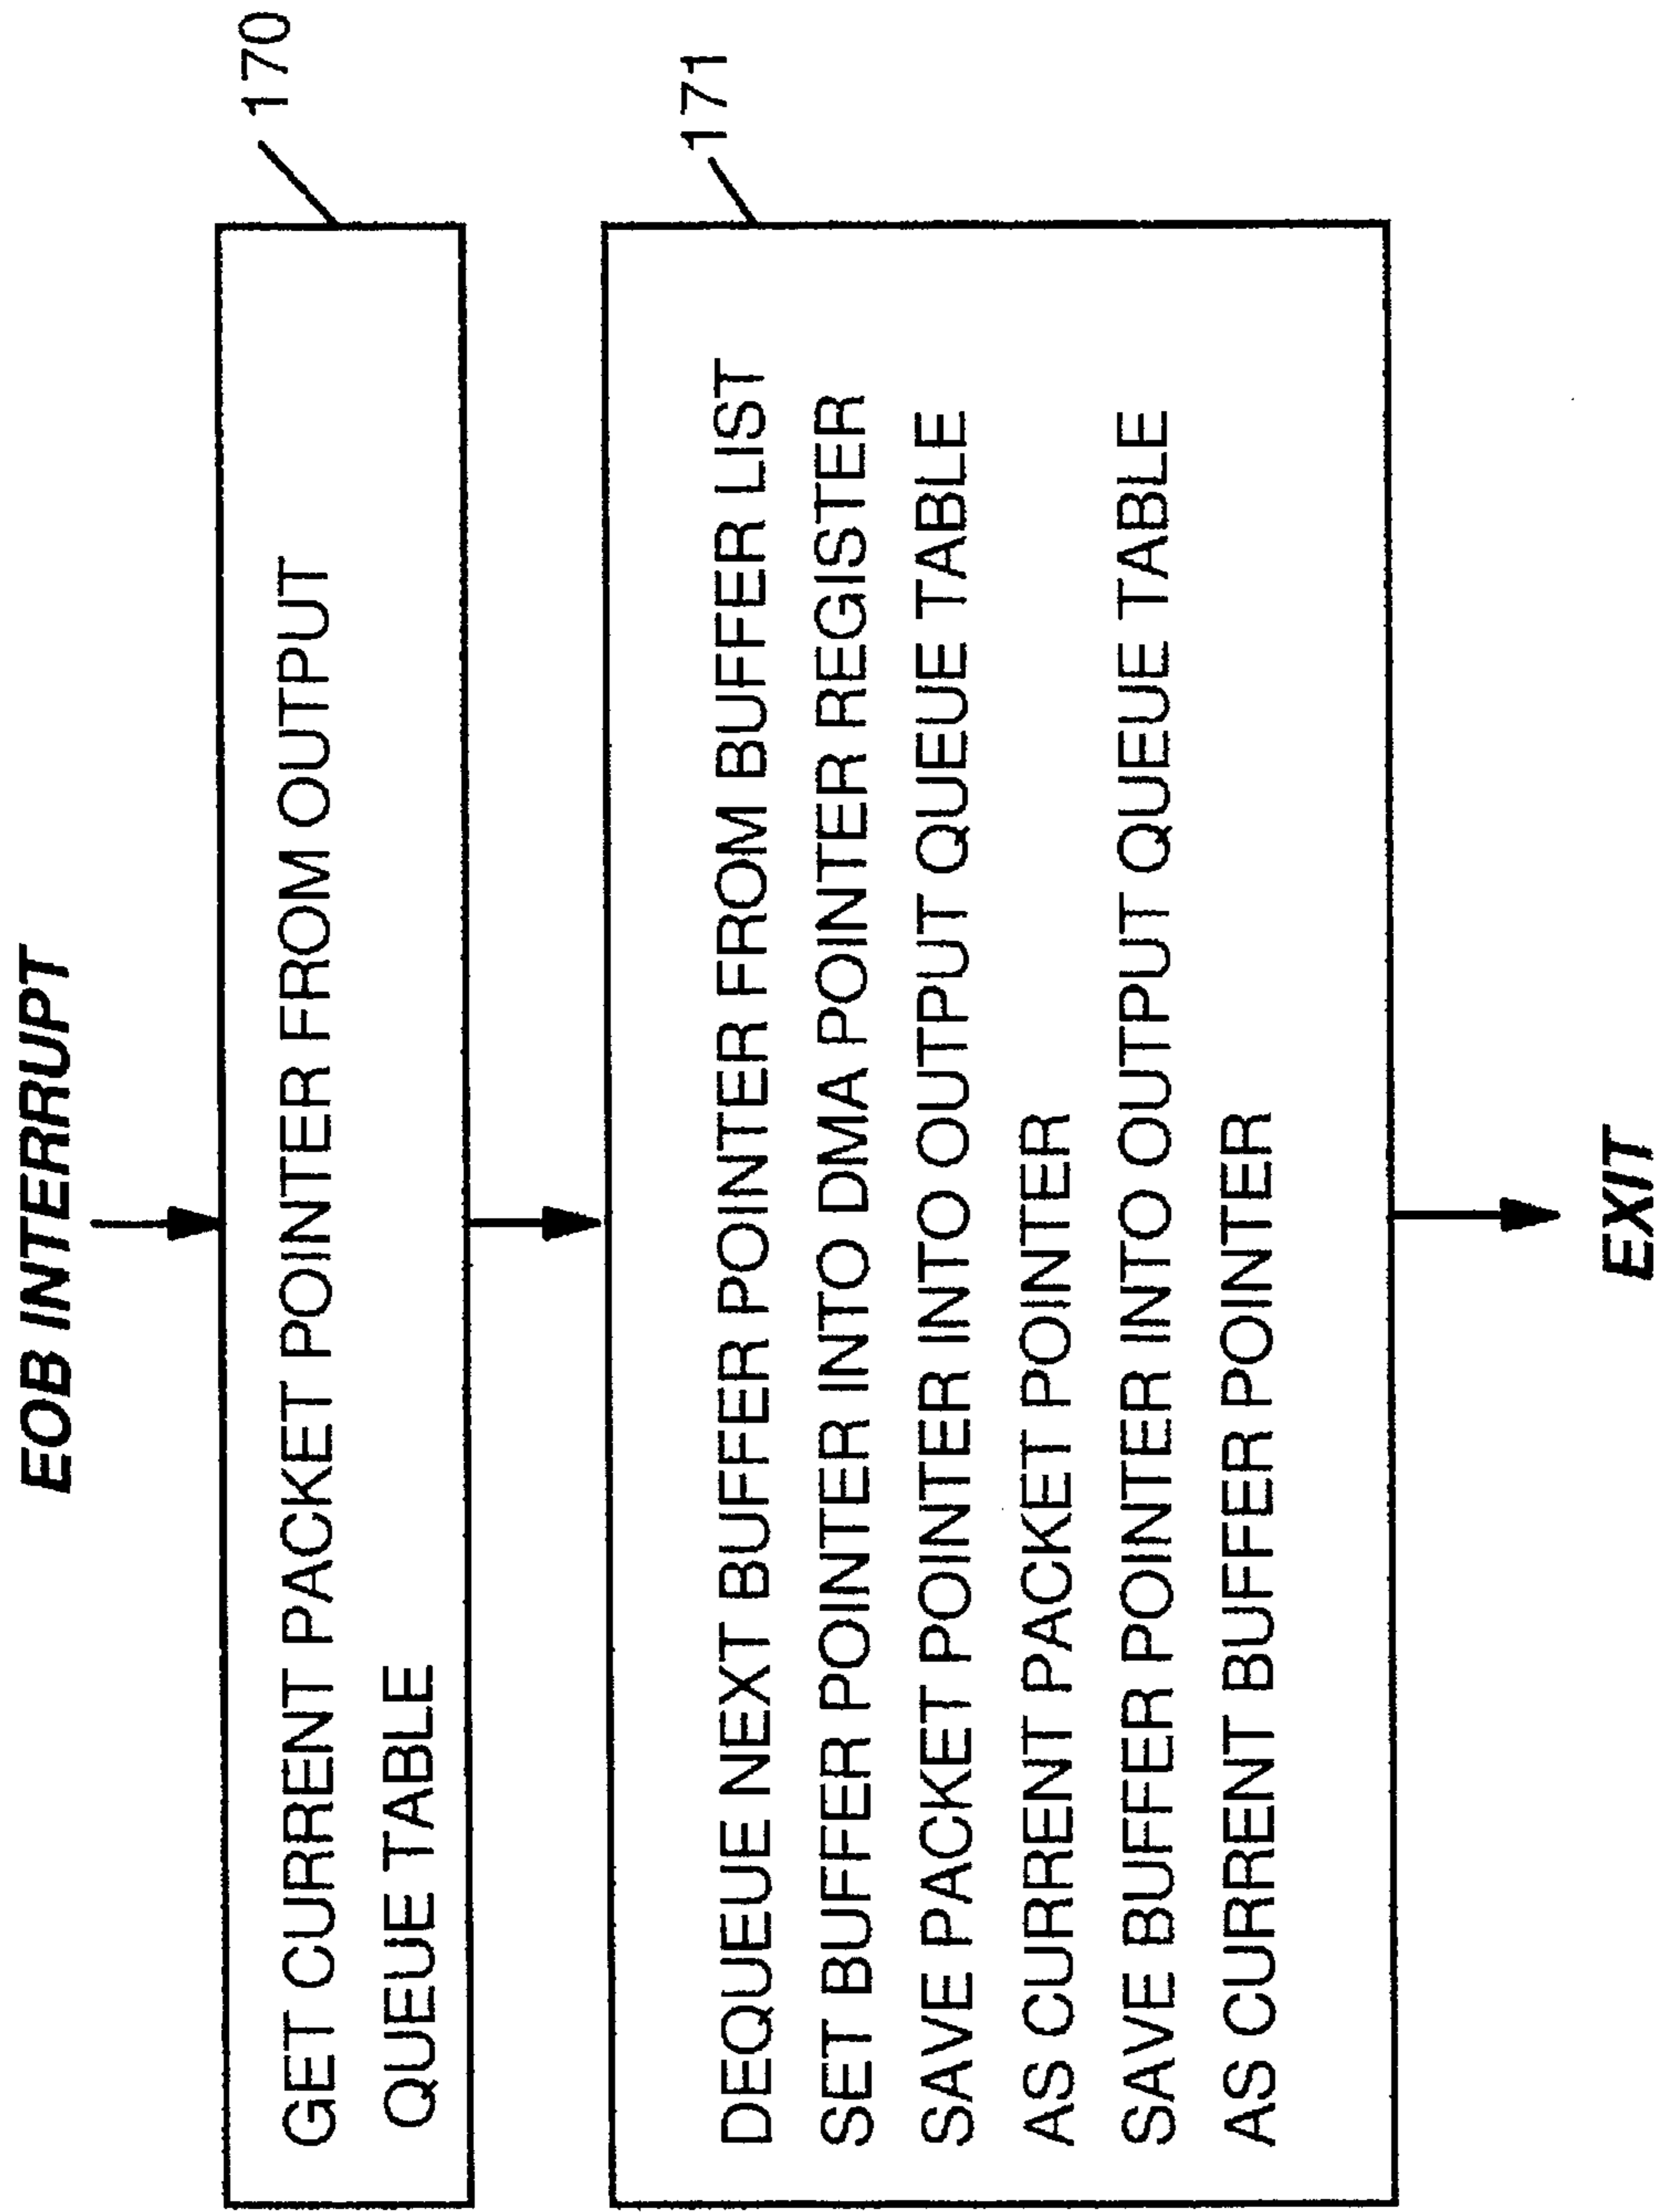 EOB INTERRUPT
170
GET CURRENT PACKET POINTER FROM OUTPUT
QUEUE TABLE
171
DEQUEUE NEXT BUFFER POINTER FROM BUFFER LIST
SET BUFFER POINTER INTO DMA POINTER REGISTER
SAVE PACKET POINTER INTO OUTPUT QUEUE TABLE
AS CURRENT PACKET POINTER
SAVE BUFFER POINTER INTO OUTPUT QUEUE TABLE
AS CURRENT BUFFER POINTER
EXIT